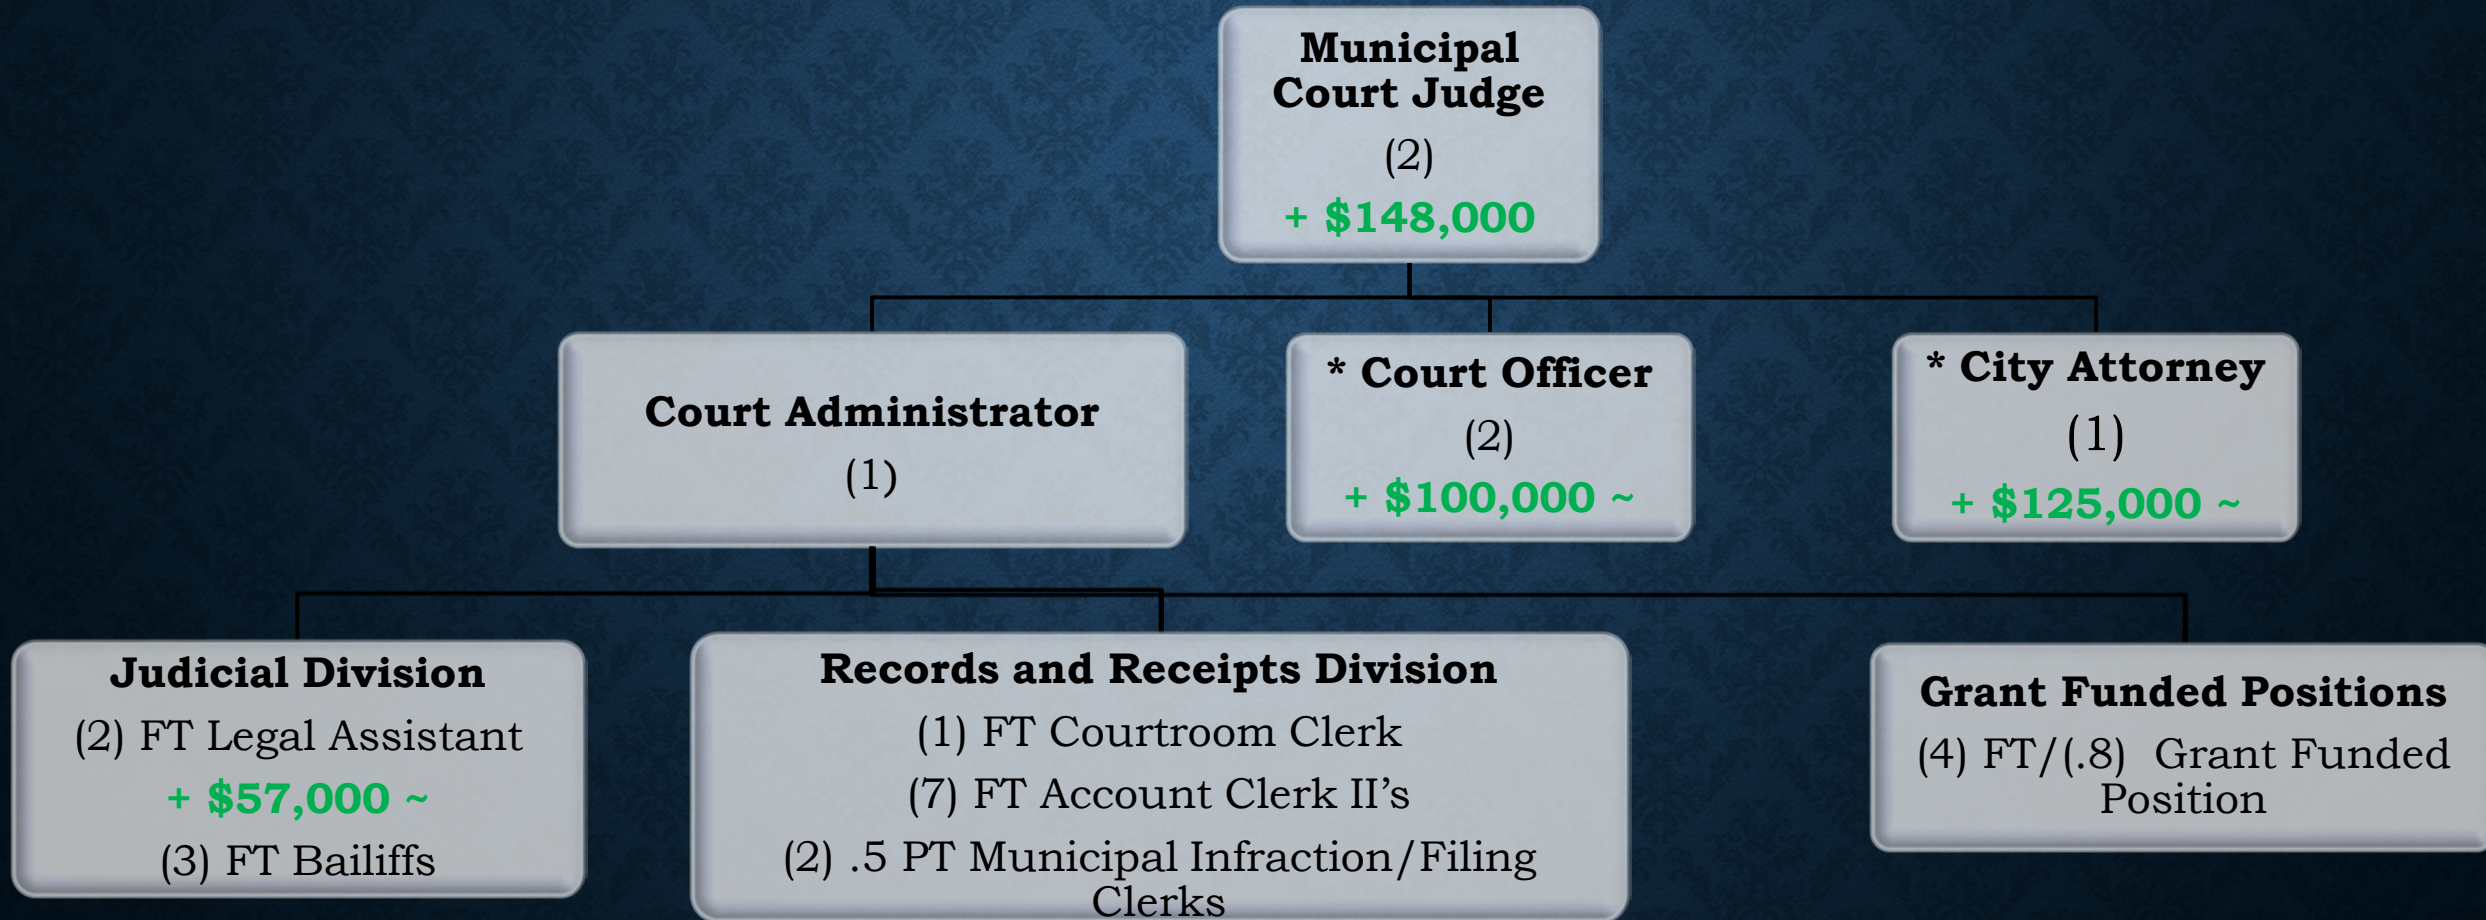 Municipal
Court Judge
(2)
+ $148,000
Court Administrator
(1)
* Court Officer
(2)
+ $100,000 ~
* City Attorney
(1)
+ $125,000 ~
Judicial Division
(2) FT Legal Assistant
+ $57,000 ~
(3) FT Bailiffs
Records and Receipts Division
(1) FT Courtroom Clerk
(7) FT Account Clerk II’s
(2) .5 PT Municipal Infraction/Filing
Clerks
Grant Funded Positions
(4) FT/(.8) Grant Funded
Position